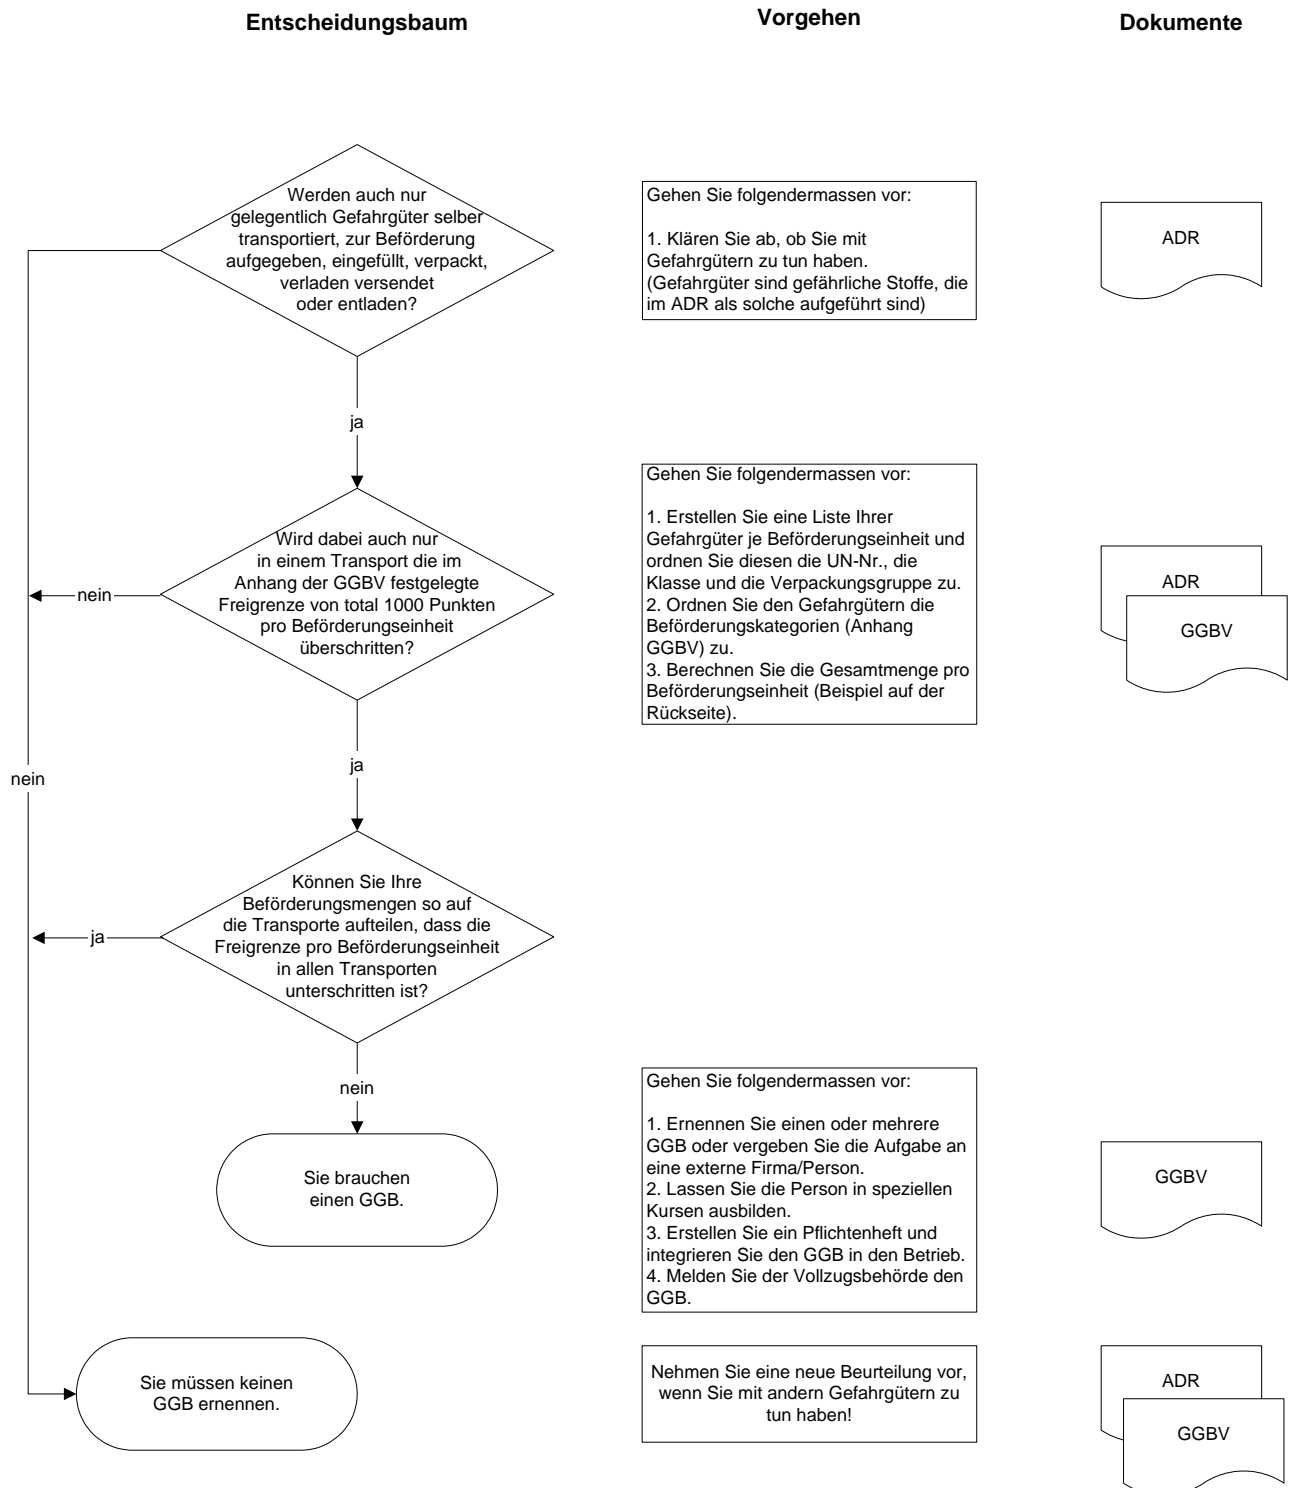 Entscheidungsbaum
Vorgehen
Dokumente
Werden auch nur
gelegentlich Gefahrgüter selber
transportiert, zur Beförderung
aufgegeben, eingefüllt, verpackt,
verladen versendet
oder entladen?
Gehen Sie folgendermassen vor:
1. Klären Sie ab, ob Sie mit
Gefahrgütern zu tun haben.
(Gefahrgüter sind gefährliche Stoffe, die
im ADR als solche aufgeführt sind)
ADR
ja
Wird dabei auch nur
in einem Transport die im
Anhang der GGBV festgelegte
Freigrenze von total 1000 Punkten
pro Beförderungseinheit
überschritten?
nein
Gehen Sie folgendermassen vor:
1. Erstellen Sie eine Liste Ihrer
Gefahrgüter je Beförderungseinheit und
ordnen Sie diesen die UN-Nr., die
Klasse und die Verpackungsgruppe zu.
2. Ordnen Sie den Gefahrgütern die
Beförderungskategorien (Anhang
GGBV) zu.
3. Berechnen Sie die Gesamtmenge pro
Beförderungseinheit (Beispiel auf der
Rückseite).
ADR
GGBV
ja
nein
Können Sie Ihre
Beförderungsmengen so auf
die Transporte aufteilen, dass die
Freigrenze pro Beförderungseinheit
in allen Transporten
unterschritten ist?
ja
nein
Sie brauchen
einen GGB.
Gehen Sie folgendermassen vor:
1. Ernennen Sie einen oder mehrere
GGB oder vergeben Sie die Aufgabe an
eine externe Firma/Person.
2. Lassen Sie die Person in speziellen
Kursen ausbilden.
3. Erstellen Sie ein Pflichtenheft und
integrieren Sie den GGB in den Betrieb.
4. Melden Sie der Vollzugsbehörde den
GGB.
GGBV
Sie müssen keinen
GGB ernennen.
Nehmen Sie eine neue Beurteilung vor,
wenn Sie mit andern Gefahrgütern zu
tun haben!
ADR
GGBV